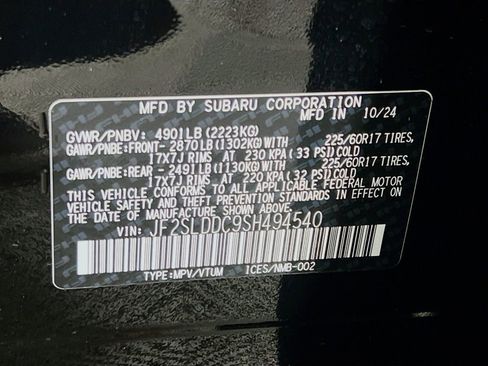 MFD BY SUBARU CORPORATION 10/24
GVWR/PNBV: 4901LB (2223KG)
GAWR/PNBE:FRONT- 2870LB (1302KG)WITH 225/60R17 TIRES,
17X7J RIMS AT 230 KPA (33 PSI)COLD
GAWR/PNBE:REAR - 2491LB (1130KG)WITH 225/60R17 TIRES,
17X7J RIMS AT 220 KPA (32 PSI)COLD
THIS VEHICLE CONFORMS TO ALL APPLICABLE FEDERAL MOTOR
VEHICLE SAFETY AND THEFT PREVENTION STANDARDS IN EFFECT ON
THE DATE OF MANUFACTURE SHOWN ABOVE.
VIN: JF2SLDDC9SH494540
TYPE:MPV/VTUM ICES/NMB-002